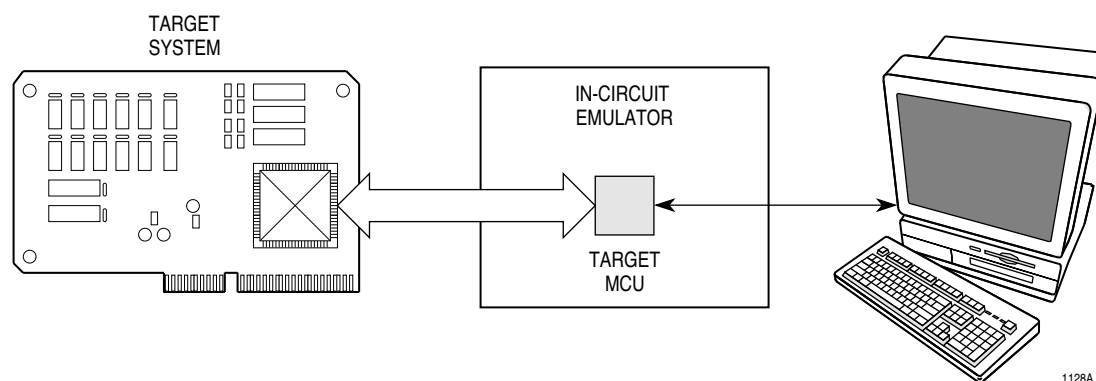 TARGET
SYSTEM
IN-CIRCUIT
EMULATOR
TARGET
MCU
1128A